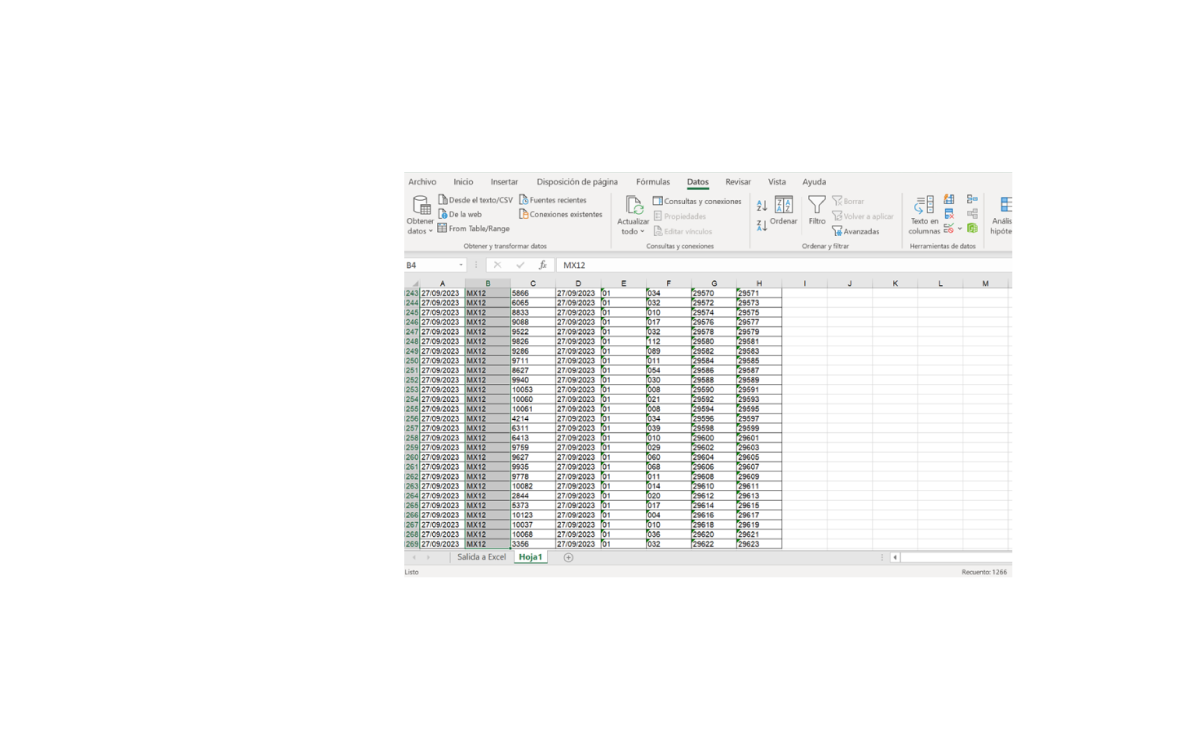 Archivo Inicio Insertar Disposición de página Fórmulas Datos Revisar Vista Ayuda
Obtener datos Desde el texto/CSV De la web From Table/Range Fuentes recientes Conexiones existentes
Actualizar todo Consultas y conexiones Propiedades Editar vínculos
Ordenar Filtro Borrar Volver a aplicar Avanzadas
Texto en columnas Anális hipóte
Obtener y transformar datos Consultas y conexiones Ordenar y filtrar Herramientas de datos
B4 fx MX12
A B C D E F G H I J K L M
243 27/09/2023 MX12 5866 27/09/2023 01 034 29570 29571
244 27/09/2023 MX12 6065 27/09/2023 01 032 29572 29573
245 27/09/2023 MX12 8833 27/09/2023 01 010 29574 29575
246 27/09/2023 MX12 9088 27/09/2023 01 017 29576 29577
247 27/09/2023 MX12 9522 27/09/2023 01 032 29578 29579
248 27/09/2023 MX12 9826 27/09/2023 01 112 29580 29581
249 27/09/2023 MX12 9286 27/09/2023 01 089 29582 29583
250 27/09/2023 MX12 9711 27/09/2023 01 011 29584 29585
251 27/09/2023 MX12 8627 27/09/2023 01 054 29586 29587
252 27/09/2023 MX12 9940 27/09/2023 01 030 29588 29589
253 27/09/2023 MX12 10053 27/09/2023 01 008 29590 29591
254 27/09/2023 MX12 10060 27/09/2023 01 021 29592 29593
255 27/09/2023 MX12 10061 27/09/2023 01 008 29594 29595
256 27/09/2023 MX12 4214 27/09/2023 01 034 29596 29597
257 27/09/2023 MX12 6311 27/09/2023 01 039 29598 29599
258 27/09/2023 MX12 6413 27/09/2023 01 010 29600 29601
259 27/09/2023 MX12 9759 27/09/2023 01 029 29602 29603
260 27/09/2023 MX12 9627 27/09/2023 01 060 29604 29605
261 27/09/2023 MX12 9935 27/09/2023 01 068 29606 29607
262 27/09/2023 MX12 9778 27/09/2023 01 011 29608 29609
263 27/09/2023 MX12 10082 27/09/2023 01 014 29610 29611
264 27/09/2023 MX12 2844 27/09/2023 01 020 29612 29613
265 27/09/2023 MX12 5373 27/09/2023 01 017 29614 29615
266 27/09/2023 MX12 10123 27/09/2023 01 004 29616 29617
267 27/09/2023 MX12 10037 27/09/2023 01 010 29618 29619
268 27/09/2023 MX12 10068 27/09/2023 01 036 29620 29621
269 27/09/2023 MX12 3356 27/09/2023 01 032 29622 29623
Salida a Excel Hoja1
Listo Recuento: 1266